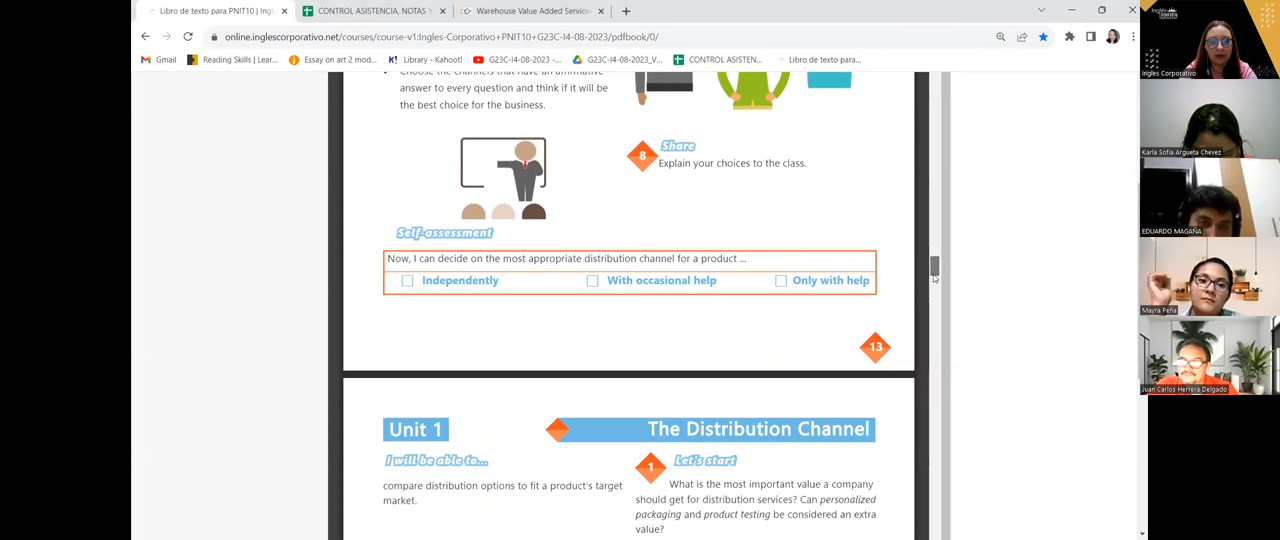 Libro de texto para PNIT10 | Ingl
CONTROL ASISTENCIA, NOTAS Y
Warehouse Value Added Services
online.inglescorporativo.net/courses/course-v1:Ingles-Corporativo+PNIT10+G23C-I4-08-2023/pdfbook/0/
Gmail
Reading Skills | Lear...
Essay on art 2 mod...
Library - Kahoot!
G23C-I4-08-2023 -...
G23C-I4-08-2023_V...
CONTROL ASISTEN...
Libro de texto para...
Choose the channels that have an affirmative
answer to every question and think if it will be
the best choice for the business.
8
Share
Explain your choices to the class.
Self-assessment
Now, I can decide on the most appropriate distribution channel for a product ...
Independently
With occasional help
Only with help
13
Unit 1
The Distribution Channel
I will be able to...
compare distribution options to fit a product's target
market.
1
Let's start
What is the most important value a company
should get for distribution services? Can personalized
packaging and product testing be considered an extra
value?
Ingles Corporativo
Karla Sofia Argueta Chevez
EDUARDO MAGAÑA
Mayra Peña
Juan Carlos Herrera Delgado